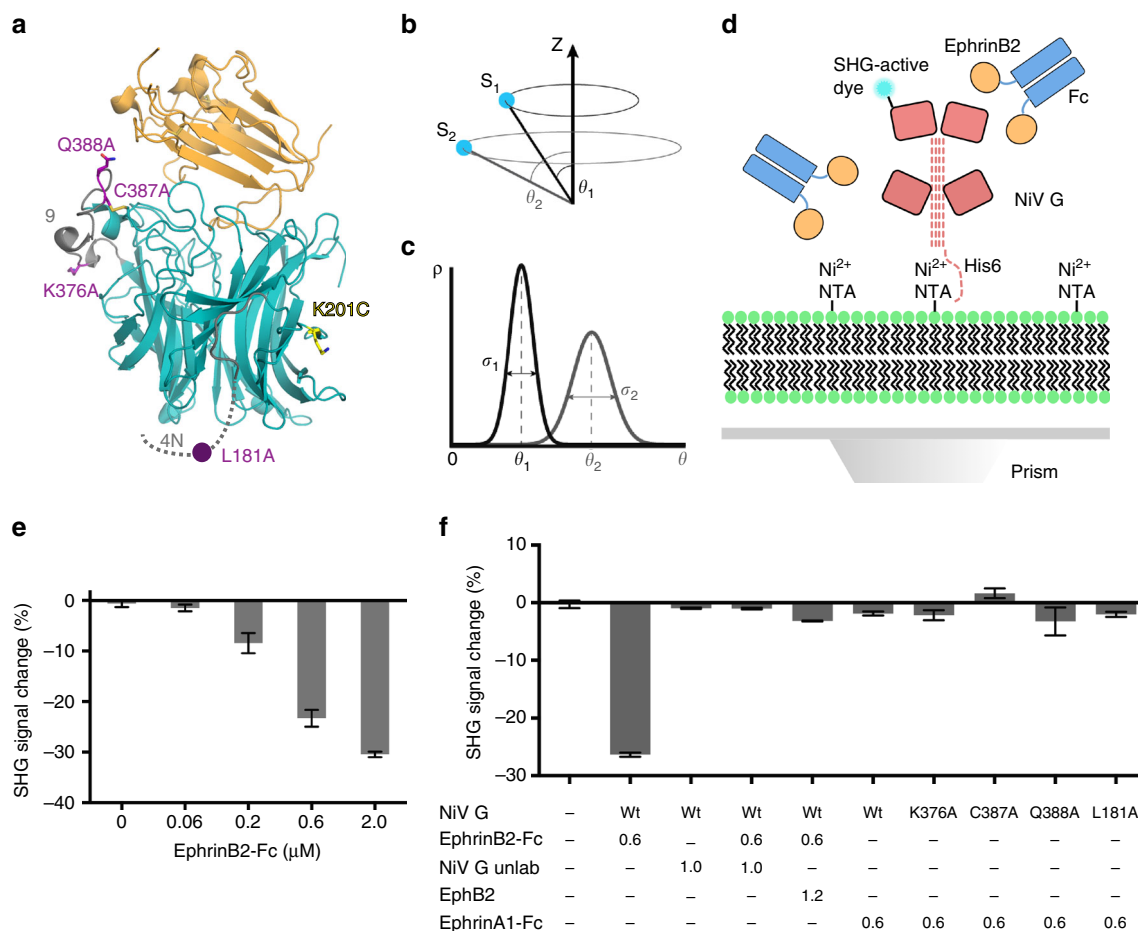 a
Q388A
C387A
9
K376A
K201C
4N
L181A
b
Z
S1
S2
θ1
θ2
c
ρ
σ1
σ2
0
θ1
θ2
θ
d
EphrinB2
SHG-active
dye
Fc
NiV G
His6
Ni2+
NTA
Ni2+
NTA
Ni2+
NTA
Prism
e
SHG signal change (%)
0
−10
−20
−30
−40
0 0.06 0.2 0.6 2.0
EphrinB2-Fc (μM)
f
SHG signal change (%)
10
0
−10
−20
−30
NiV G – Wt Wt Wt Wt Wt K376A C387A Q388A L181A
EphrinB2-Fc – 0.6 – 0.6 0.6 – – – – –
NiV G unlab – – 1.0 1.0 – – – – – –
EphB2 – – – – 1.2 – – – – –
EphrinA1-Fc – – – – – 0.6 0.6 0.6 0.6 0.6